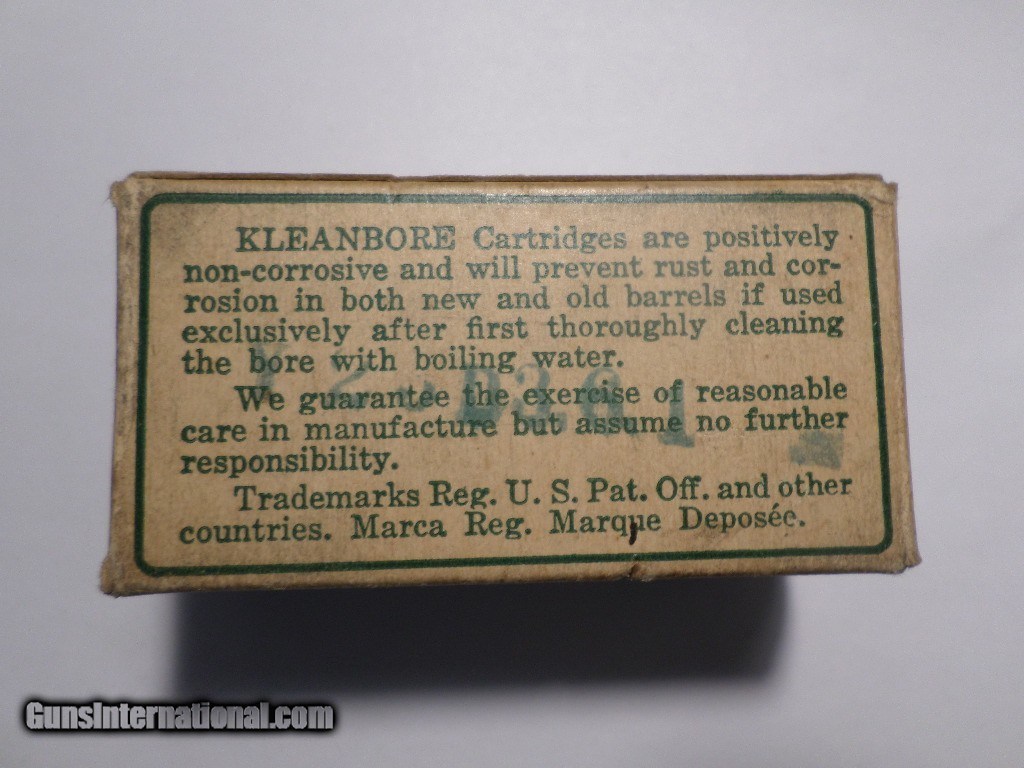 KLEANBORE Cartridges are positively
non-corrosive and will prevent rust and cor-
rosion in both new and old barrels if used
exclusively after first thoroughly cleaning
the bore with boiling water.
We guarantee the exercise of reasonable
care in manufacture but assume no further
responsibility.
Trademarks Reg. U. S. Pat. Off. and other
countries. Marca Reg. Marque Deposée.
GunsInternational.com